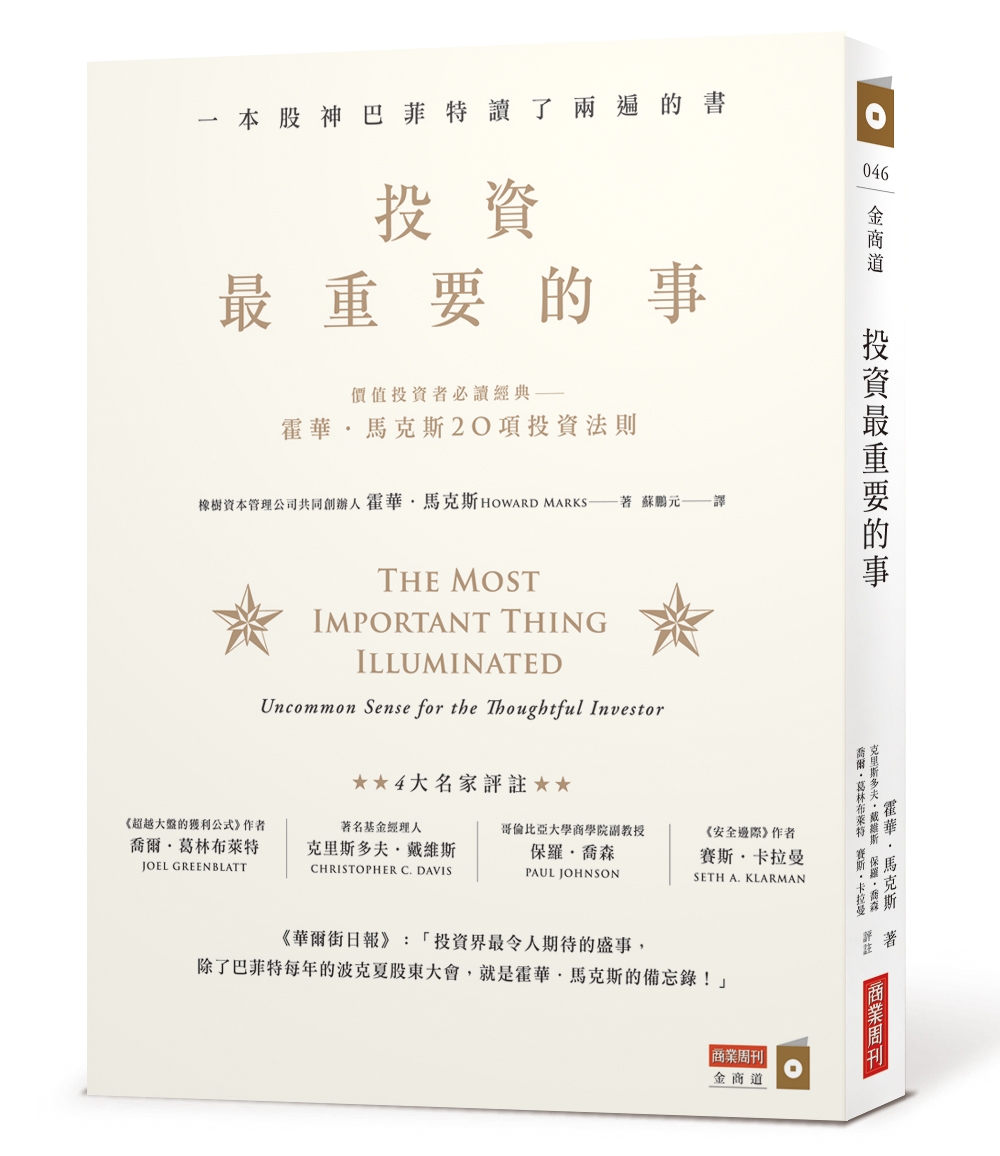 一本股神巴菲特讀了兩遍的書
投資
最重要的事
價值投資者必讀經典——
霍華・馬克斯20項投資法則
橡樹資本管理公司共同創辦人 霍華・馬克斯HOWARD MARKS——著 蘇鵬元——譯
THE MOST
IMPORTANT THING
ILLUMINATED
Uncommon Sense for the Thoughtful Investor
★★4大名家評註★★
《超越大盤的獲利公式》作者
喬爾・葛林布萊特
JOEL GREENBLATT
著名基金經理人
克里斯多夫・戴維斯
CHRISTOPHER C. DAVIS
哥倫比亞大學商學院副教授
保羅・喬森
PAUL JOHNSON
《安全邊際》作者
賽斯・卡拉曼
SETH A. KLARMAN
《華爾街日報》：「投資界最令人期待的盛事，
除了巴菲特每年的波克夏股東大會，就是霍華・馬克斯的備忘錄！」
商業周刊
金商道
046
金商道
投資最重要的事
霍華・馬克斯 著
克里斯多夫・戴維斯 保羅・喬森
喬爾・葛林布萊特 賽斯・卡拉曼 評註
商業周刊